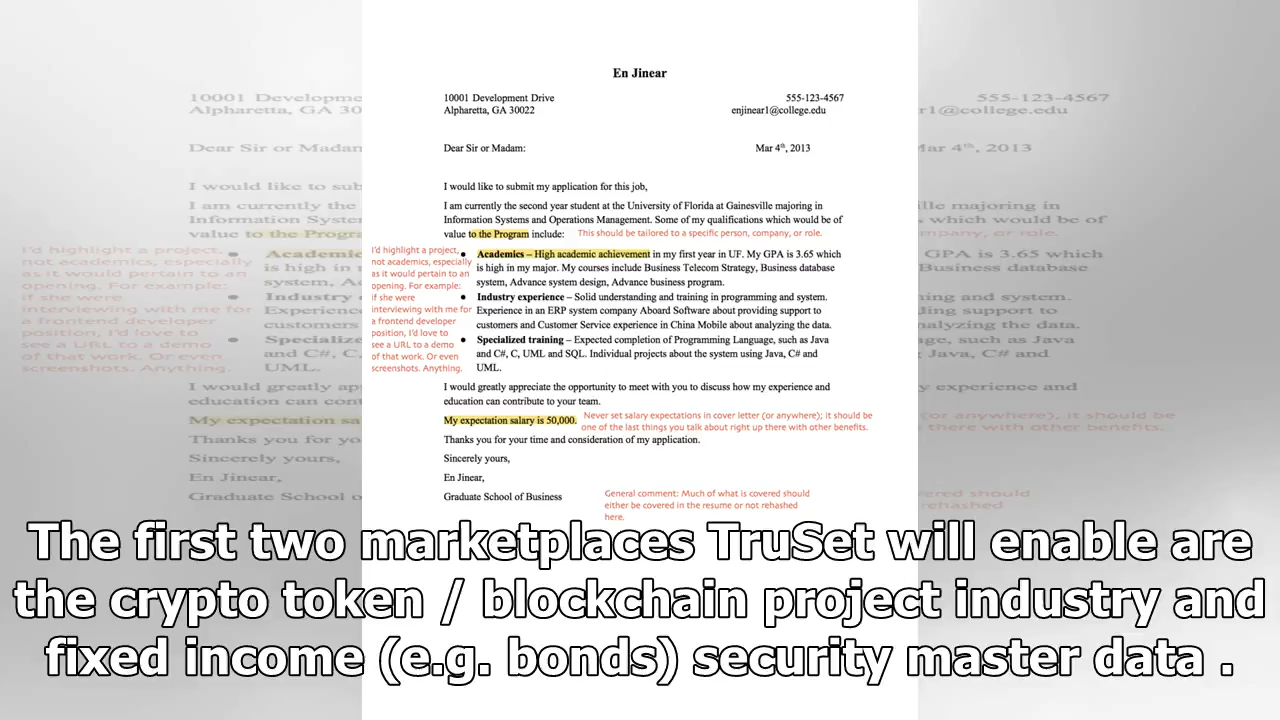 En Jinear
10001 Development Drive 555-123-4567
Alpharetta, GA 30022 enjinear1@college.edu
Dear Sir or Madam: Mar 4th, 2013
I would like to submit my application for this job,
I am currently the second year student at the University of Florida at Gainesville majoring in
Information Systems and Operations Management. Some of my qualifications which would be of
value to the Program include:
This should be tailored to a specific person, company, or role.
I'd highlight a project,
not academics, especially
as it would pertain to an
opening. For example:
if she were
interviewing with me for
a frontend developer
position, I'd love to
see a URL to a demo
of that work. Or even
screenshots. Anything.
• Academics – High academic achievement in my first year in UF. My GPA is 3.65 which
is high in my major. My courses include Business Telecom Strategy, Business database
system, Advance system design, Advance business program.
• Industry experience – Solid understanding and training in programming and system.
Experience in an ERP system company Aboard Software about providing support to
customers and Customer Service experience in China Mobile about analyzing the data.
• Specialized training – Expected completion of Programming Language, such as Java
and C#, C, UML and SQL. Individual projects about the system using Java, C# and
UML.
I would greatly appreciate the opportunity to meet with you to discuss how my experience and
education can contribute to your team.
My expectation salary is 50,000.
Never set salary expectations in cover letter (or anywhere); it should be
one of the last things you talk about right up there with other benefits.
Thanks you for your time and consideration of my application.
Sincerely yours,
En Jinear,
Graduate School of Business
General comment: Much of what is covered should
either be covered in the resume or not rehashed
here.
The first two marketplaces TruSet will enable are
the crypto token / blockchain project industry and
fixed income (e.g. bonds) security master data .